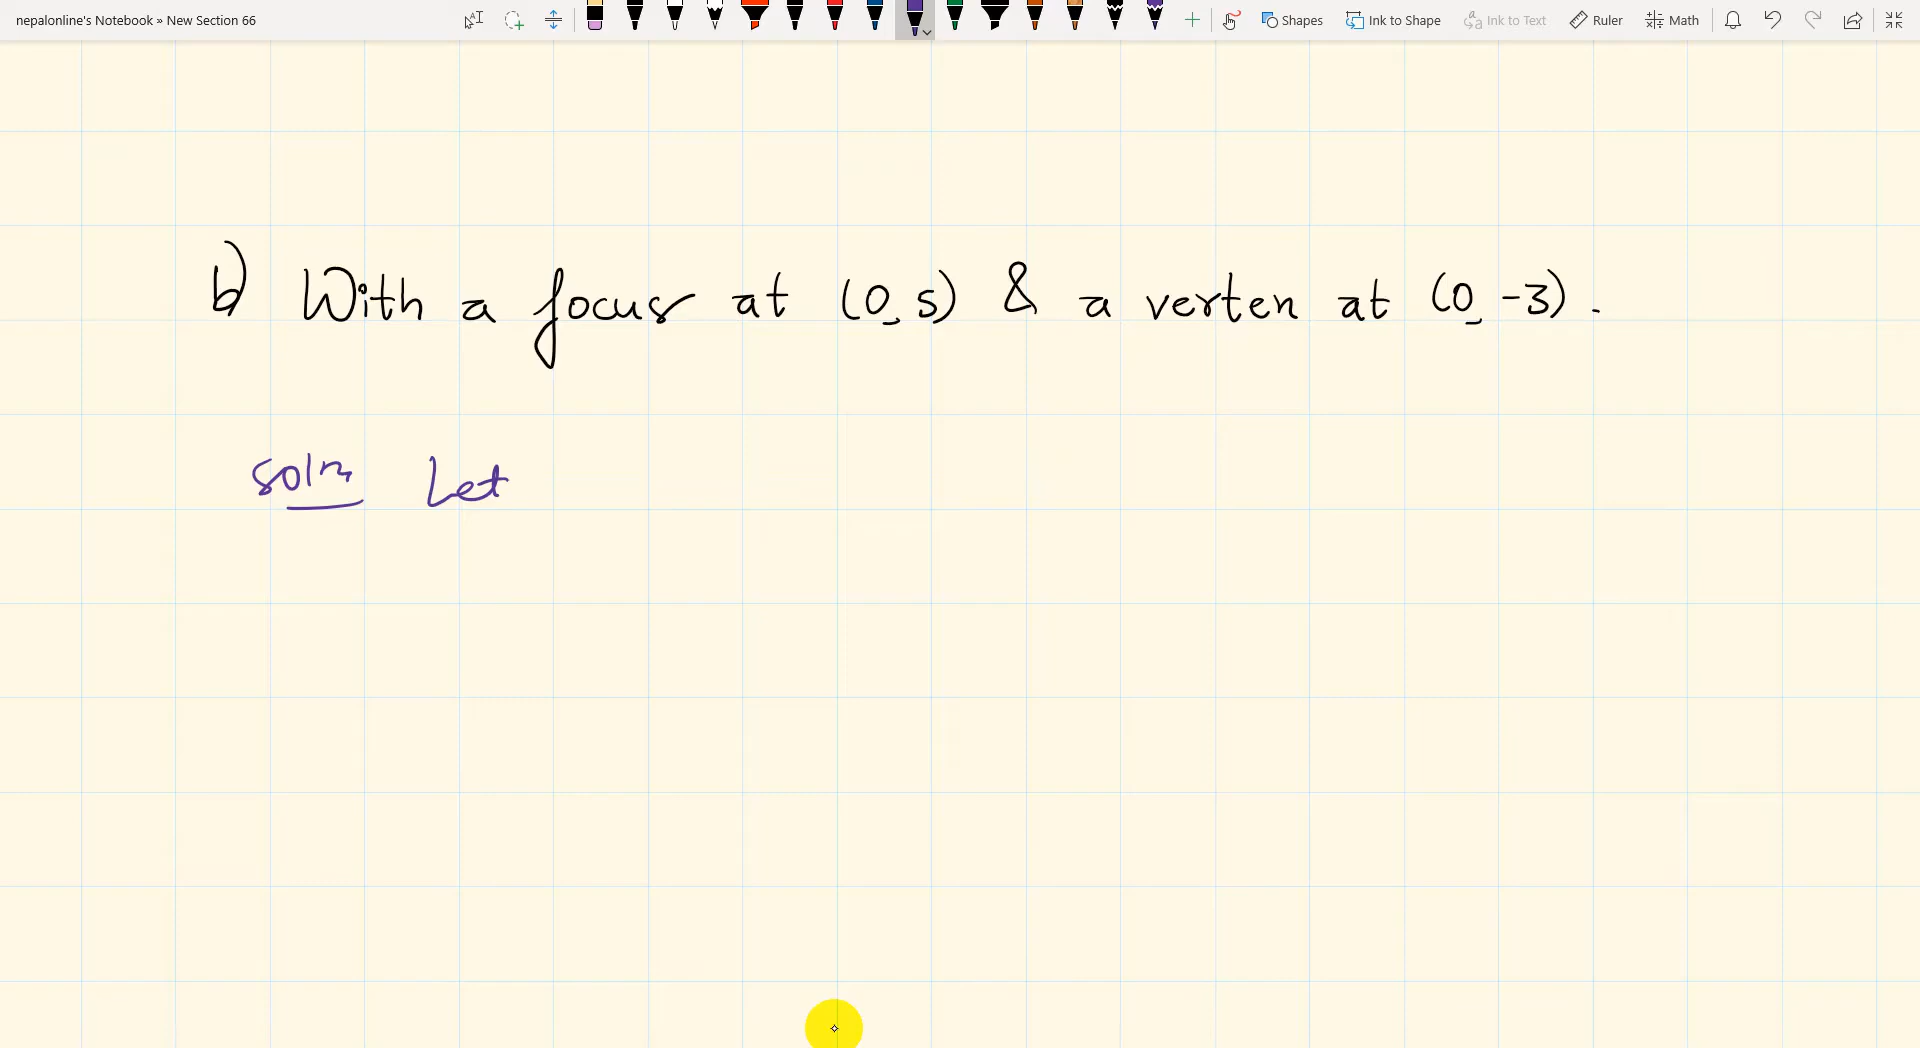 nepalonline's Notebook » New Section 66 Shapes Ink to Shape Ink to Text Ruler Math
b) With a focus at (0, 5) & a verten at (0, -3) .
soln Let